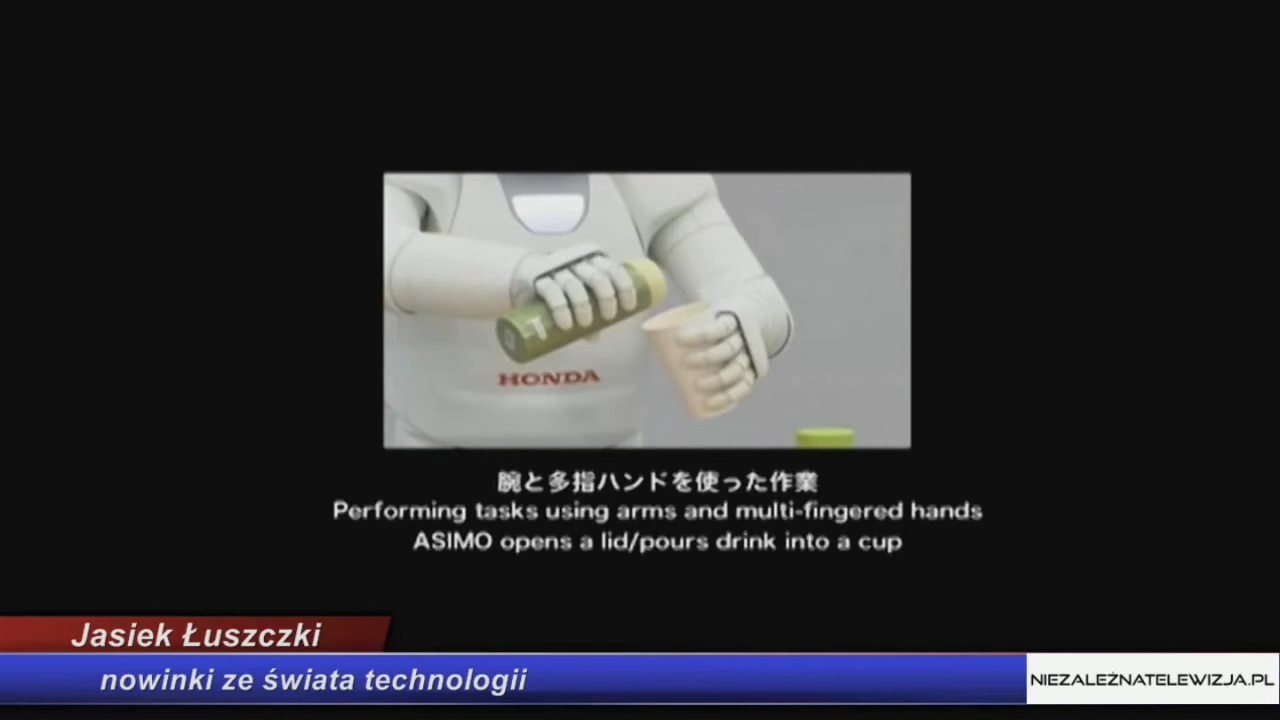 HONDA
腕と多指ハンドを使った作業
Performing tasks using arms and multi-fingered hands
ASIMO opens a lid/pours drink into a cup
Jasiek Łuszczki
nowinki ze świata technologii
NIEZALEŻNATELEWIZJA.PL